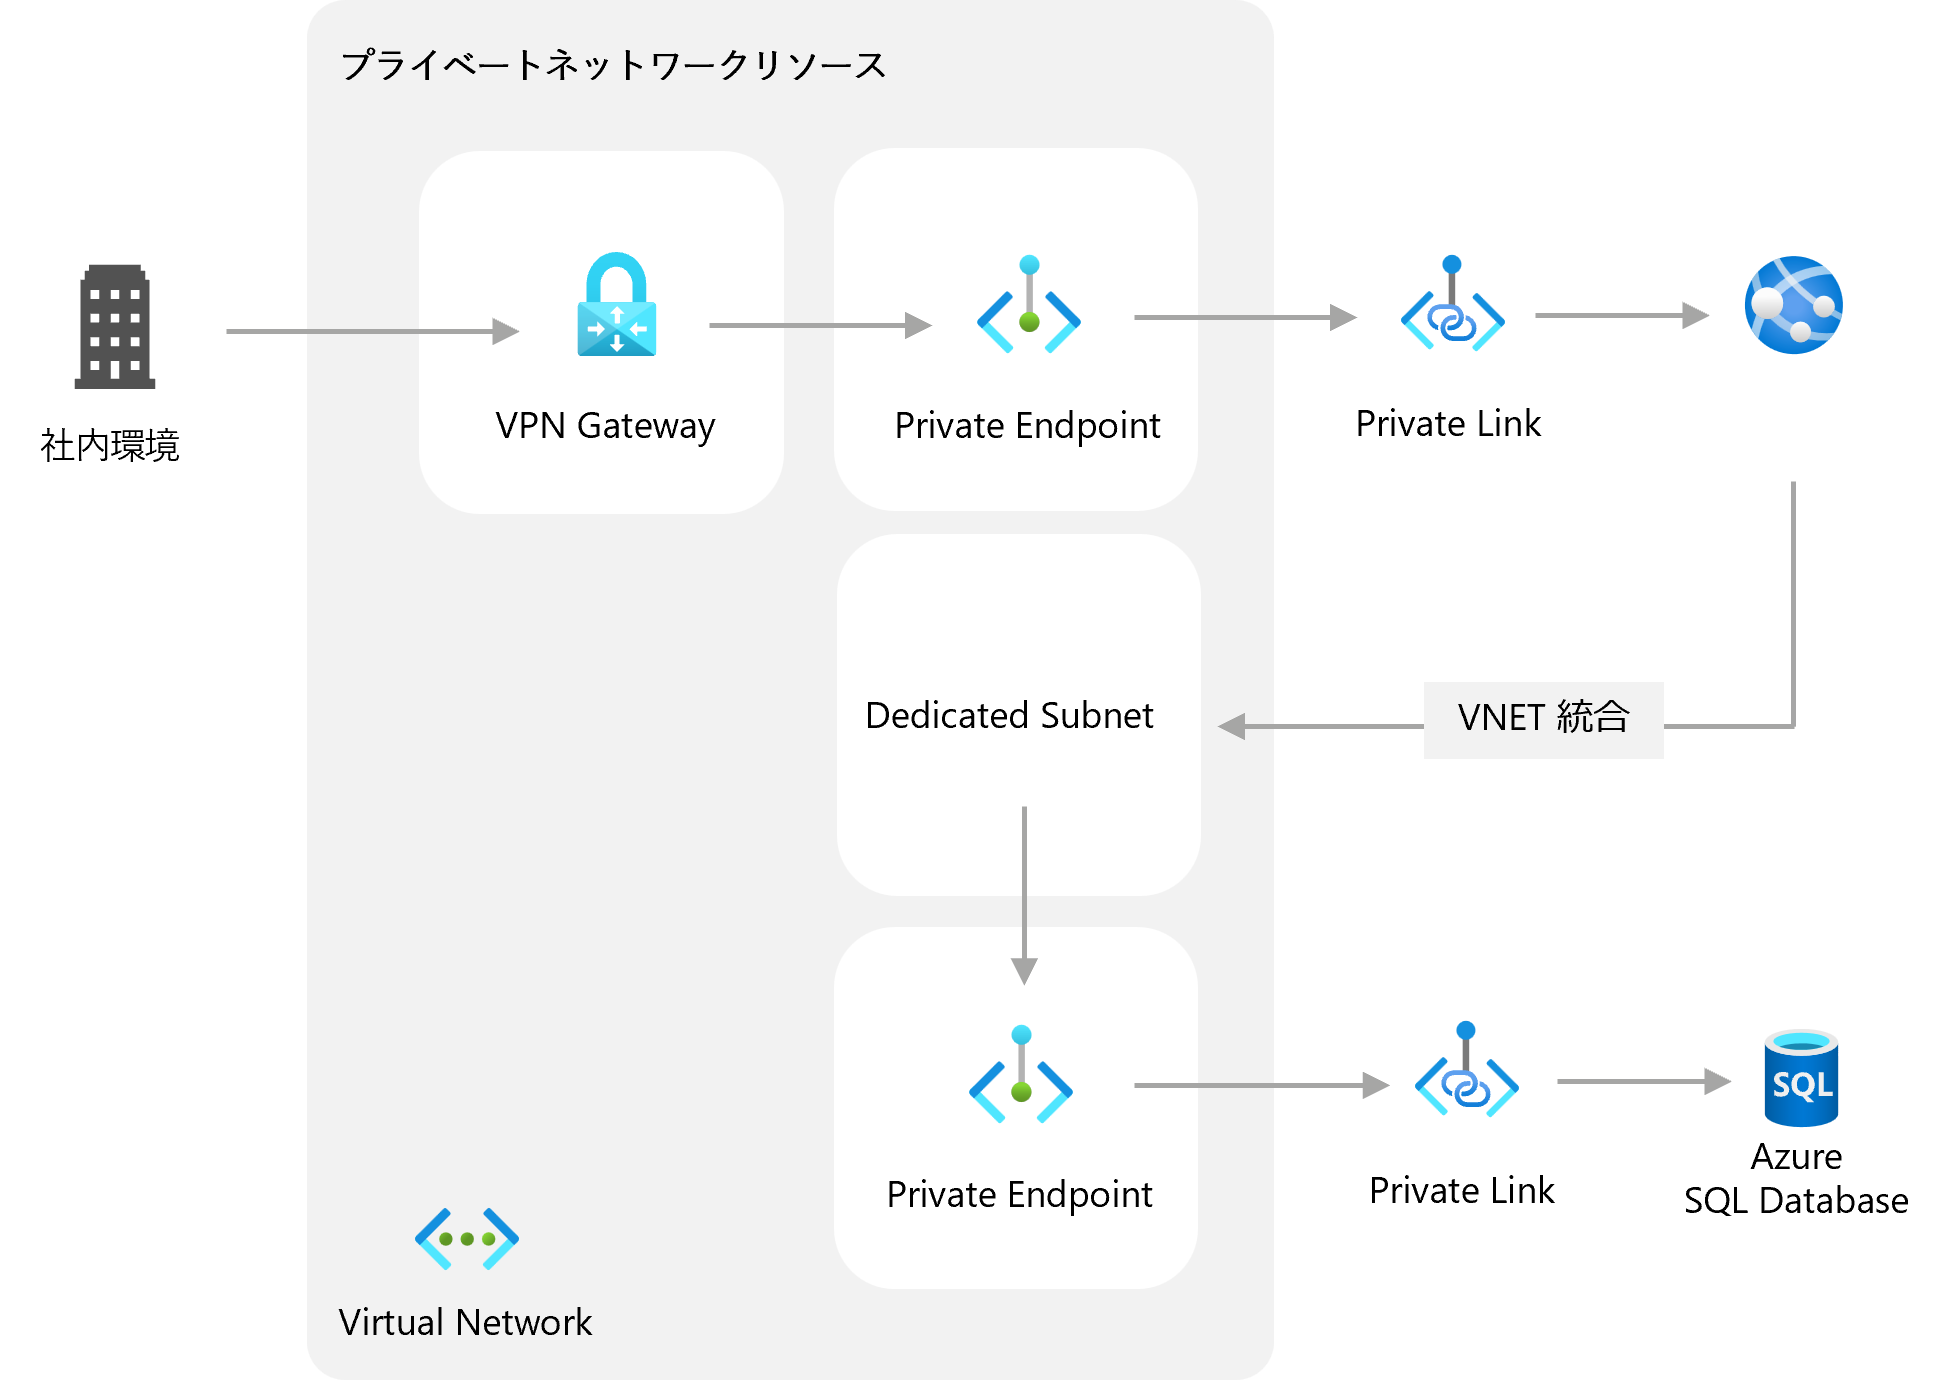 プライベートネットワークリソース
社内環境
VPN Gateway
Private Endpoint
Private Link
Dedicated Subnet
VNET 統合
Private Endpoint
Private Link
SQL
Azure
SQL Database
Virtual Network